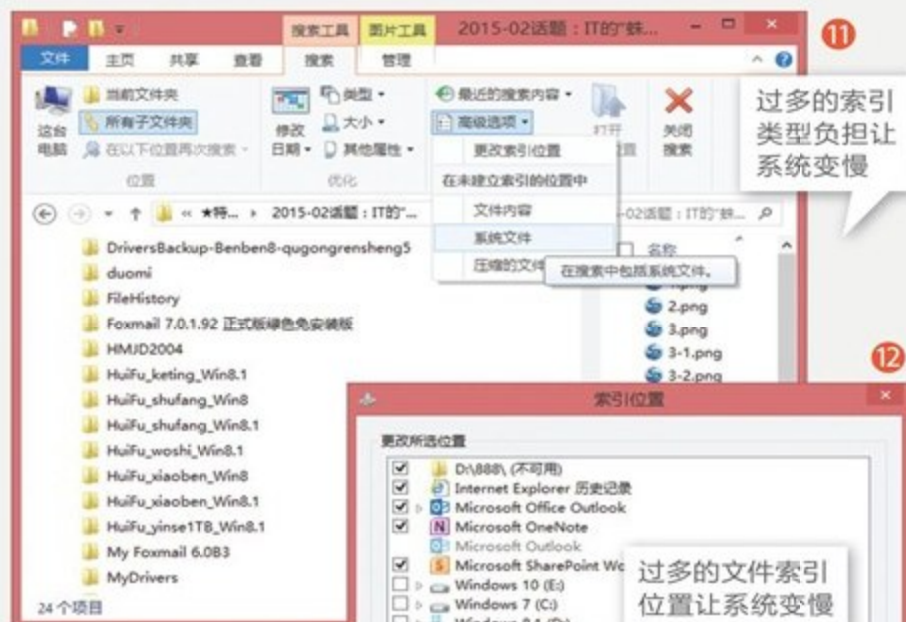 搜索工具 图片工具 2015-02话题：IT的"蛛...
⑪
文件 主页 共享 查看 搜索 管理
这台电脑
当前文件夹
所有子文件夹
在以下位置再次搜索
位置
修改日期
类型
大小
其他属性
优化
最近的搜索内容
高级选项
关闭搜索
更改索引位置
在未建立索引的位置中
文件内容
系统文件
压缩的文件
在搜索中包括系统文件。
过多的索引
类型负担让
系统变慢
« ★特... 2015-02话题：IT的"...
-02话题：IT的"蛛...
DriversBackup-Benben8-qugongrensheng5
duomi
FileHistory
Foxmail 7.0.1.92 正式版绿色免安装版
HMJD2004
HuiFu_keting_Win8.1
HuiFu_shufang_Win8
HuiFu_shufang_Win8.1
HuiFu_woshi_Win8.1
HuiFu_xiaoben_Win8
HuiFu_xiaoben_Win8.1
HuiFu_yinse1TB_Win8.1
My Foxmail 6.0B3
MyDrivers
24 个项目
名称
1.png
2.png
3.png
3-1.png
3-2.png
⑫
索引位置
更改所选位置
D:\888\ (不可用)
Internet Explorer 历史记录
Microsoft Office Outlook
Microsoft OneNote
Microsoft Outlook
Microsoft SharePoint Wo
Windows 10 (E:)
Windows 7 (C:)
过多的文件索引
位置让系统变慢